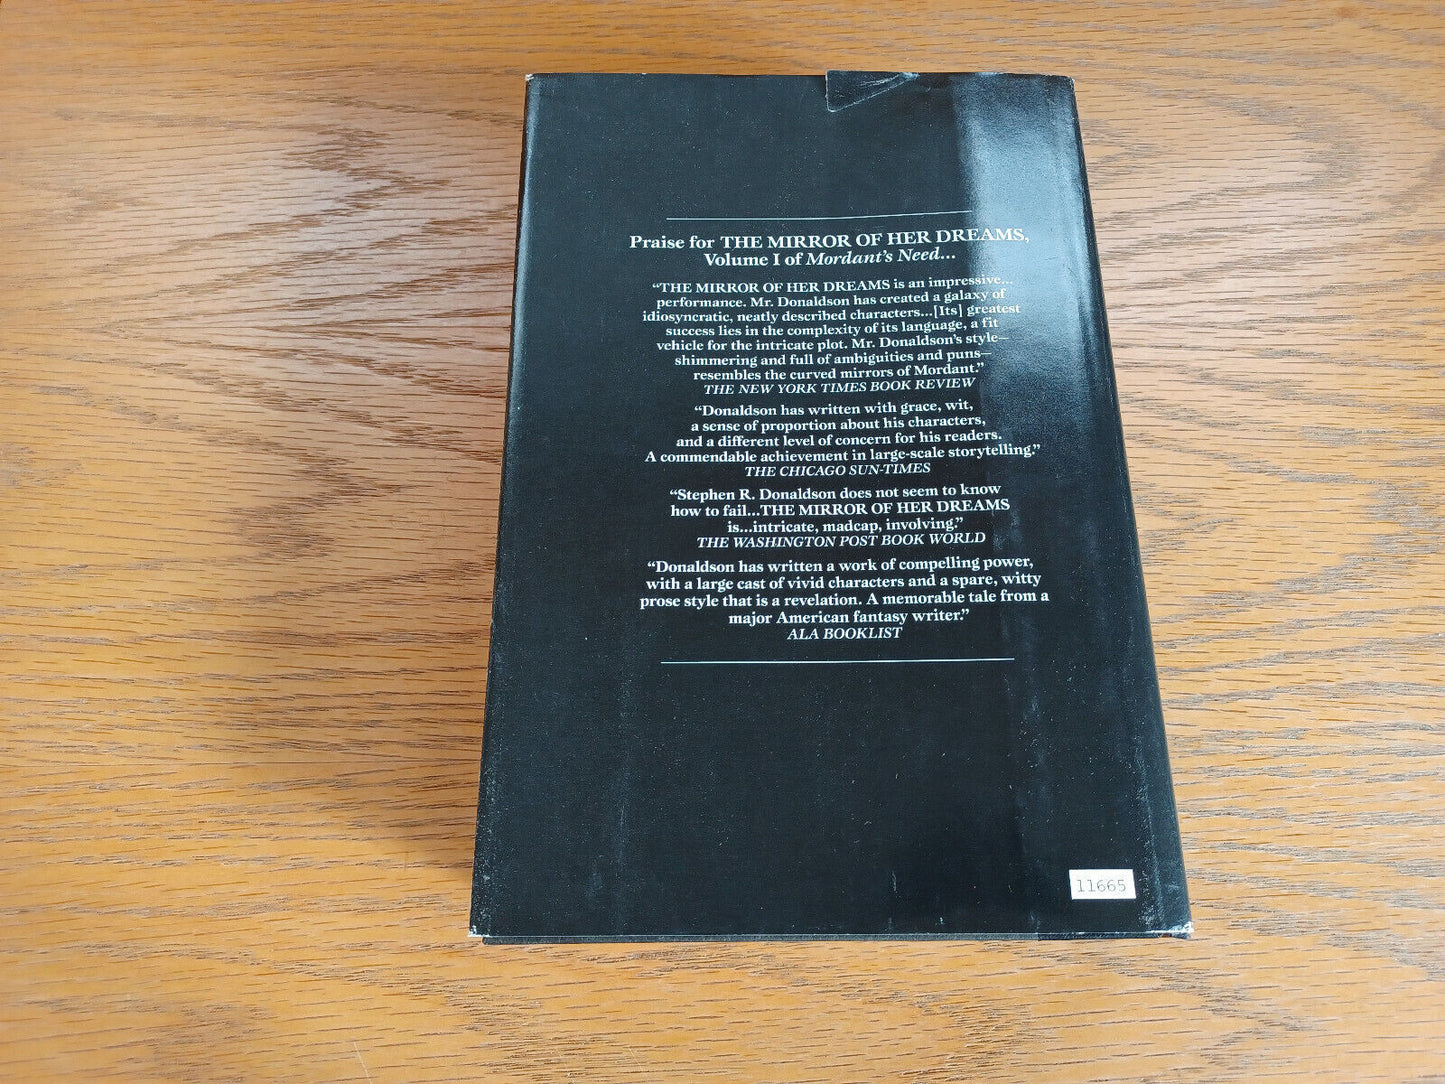 Praise for THE MIRROR OF HER DREAMS,
Volume I of Mordant's Need...
“THE MIRROR OF HER DREAMS is an impressive...
performance. Mr. Donaldson has created a galaxy of
idiosyncratic, neatly described characters...[Its] greatest
success lies in the complexity of its language, a fit
vehicle for the intricate plot. Mr. Donaldson's style—
shimmering and full of ambiguities and puns—
resembles the curved mirrors of Mordant.”
THE NEW YORK TIMES BOOK REVIEW
“Donaldson has written with grace, wit,
a sense of proportion about his characters,
and a different level of concern for his readers.
A commendable achievement in large-scale storytelling.”
THE CHICAGO SUN-TIMES
“Stephen R. Donaldson does not seem to know
how to fail...THE MIRROR OF HER DREAMS
is...intricate, madcap, involving.”
THE WASHINGTON POST BOOK WORLD
“Donaldson has written a work of compelling power,
with a large cast of vivid characters and a spare, witty
prose style that is a revelation. A memorable tale from a
major American fantasy writer.”
ALA BOOKLIST
11665